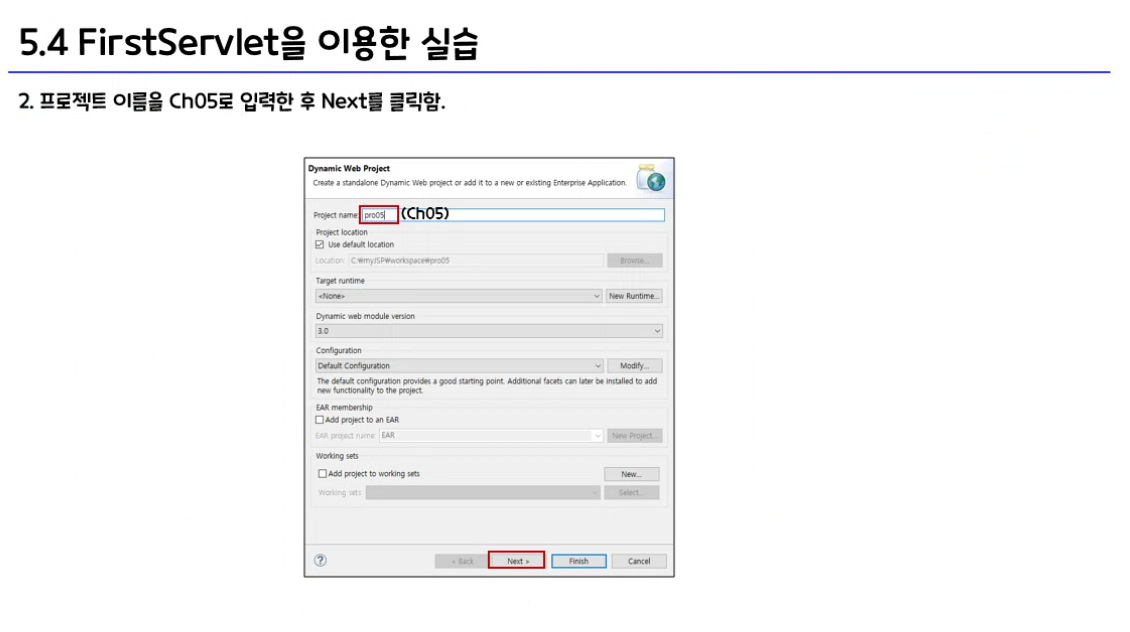 5.4 FirstServlet을 이용한 실습
2. 프로젝트 이름을 Ch05로 입력한 후 Next를 클릭함.
Dynamic Web Project
Create a standalone Dynamic Web project or add it to a new or existing Enterprise Application.
Project name: pro05 (Ch05)
Project location
Use default location
Location: C:₩myJSP₩workspace₩pro05 Browse...
Target runtime
<None> New Runtime...
Dynamic web module version
3.0
Configuration
Default Configuration Modify...
The default configuration provides a good starting point. Additional facets can later be installed to add
new functionality to the project.
EAR membership
Add project to an EAR
EAR project name: EAR New Project...
Working sets
Add project to working sets New...
Working sets: Select...
? < Back Next > Finish Cancel